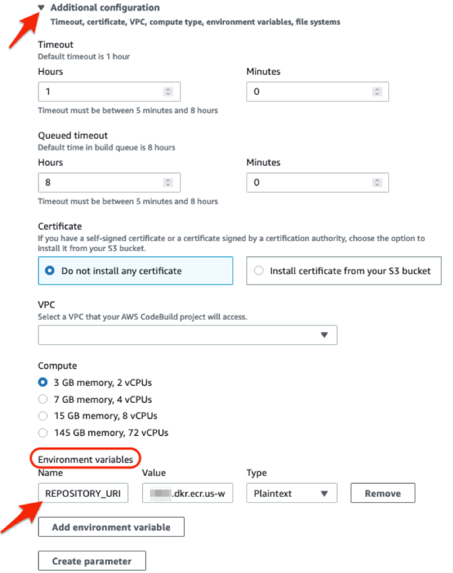 Additional configuration
Timeout, certificate, VPC, compute type, environment variables, file systems
Timeout
Default timeout is 1 hour
Hours Minutes
1 0
Timeout must be between 5 minutes and 8 hours
Queued timeout
Default time in build queue is 8 hours
Hours Minutes
8 0
Timeout must be between 5 minutes and 8 hours
Certificate
If you have a self-signed certificate or a certificate signed by a certification authority, choose the option to
install it from your S3 bucket.
Do not install any certificate Install certificate from your S3 bucket
VPC
Select a VPC that your AWS CodeBuild project will access.
Compute
3 GB memory, 2 vCPUs
7 GB memory, 4 vCPUs
15 GB memory, 8 vCPUs
145 GB memory, 72 vCPUs
Environment variables
Name Value Type
REPOSITORY_URI .dkr.ecr.us-w Plaintext Remove
Add environment variable
Create parameter